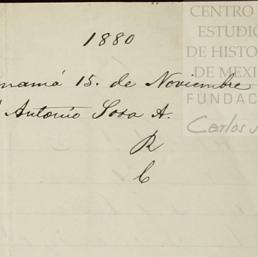 1880
namá 15. de Noviembre
Antonio Sosa A.
R
C
CENTRO
ESTUDIO
DE HISTO
DE MEXI
FUNDAC
Carlos